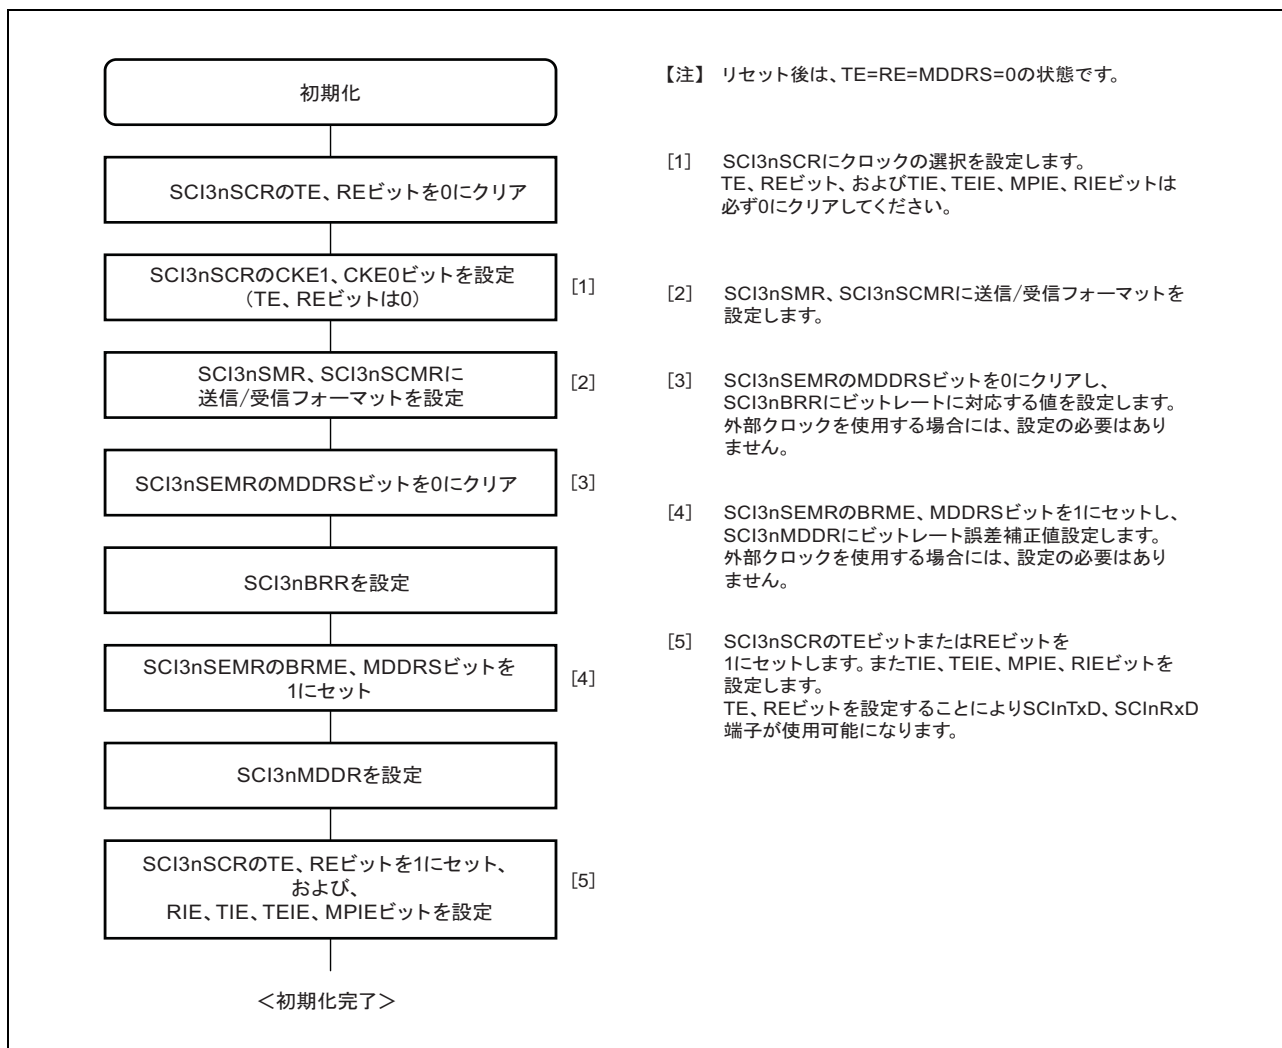 初期化
SCI3nSCRのTE、REビットを0にクリア
SCI3nSCRのCKE1、CKE0ビットを設定
（TE、REビットは0）
[1]
SCI3nSMR、SCI3nSCMRに
送信/受信フォーマットを設定
[2]
SCI3nSEMRのMDDRSビットを0にクリア
[3]
SCI3nBRRを設定
SCI3nSEMRのBRME、MDDRSビットを
1にセット
[4]
SCI3nMDDRを設定
SCI3nSCRのTE、REビットを1にセット、
および、
RIE、TIE、TEIE、MPIEビットを設定
[5]
＜初期化完了＞
【注】 リセット後は、TE=RE=MDDRS=0の状態です。
[1] SCI3nSCRにクロックの選択を設定します。
TE、REビット、およびTIE、TEIE、MPIE、RIEビットは
必ず0にクリアしてください。
[2] SCI3nSMR、SCI3nSCMRに送信/受信フォーマットを
設定します。
[3] SCI3nSEMRのMDDRSビットを0にクリアし、
SCI3nBRRにビットレートに対応する値を設定します。
外部クロックを使用する場合には、設定の必要はあり
ません。
[4] SCI3nSEMRのBRME、MDDRSビットを1にセットし、
SCI3nMDDRにビットレート誤差補正値設定します。
外部クロックを使用する場合には、設定の必要はあり
ません。
[5] SCI3nSCRのTEビットまたはREビットを
1にセットします。またTIE、TEIE、MPIE、RIEビットを
設定します。
TE、REビットを設定することによりSCInTxD、SCInRxD
端子が使用可能になります。